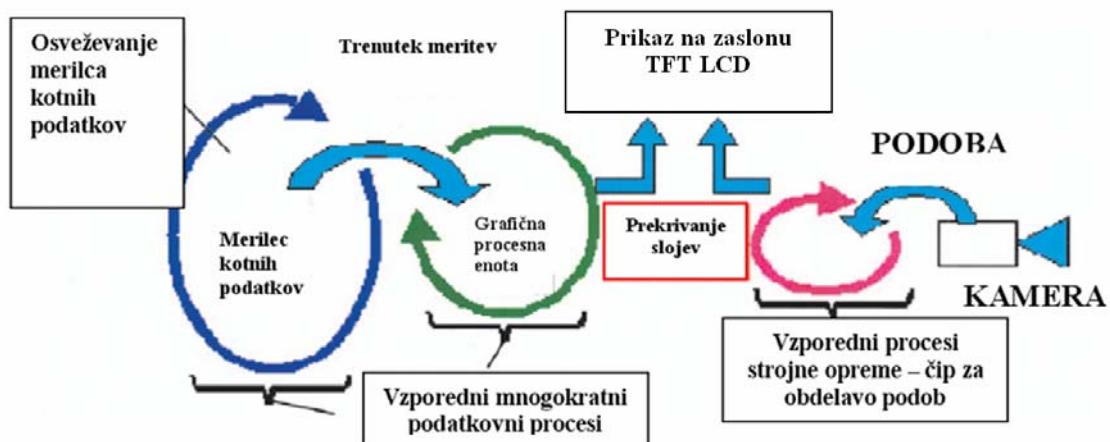 Osveževanje
merilca
kotnih
podatkov
Trenutek meritev
Prikaz na zaslonu
TFT LCD
PODOBA
Merilec
kotnih
podatkov
Grafična
procesna
enota
Prekrivanje
slojev
KAMERA
Vzporedni mnogokratni
podatkovni procesi
Vzporedni procesi
strojne opreme – čip za
obdelavo podob